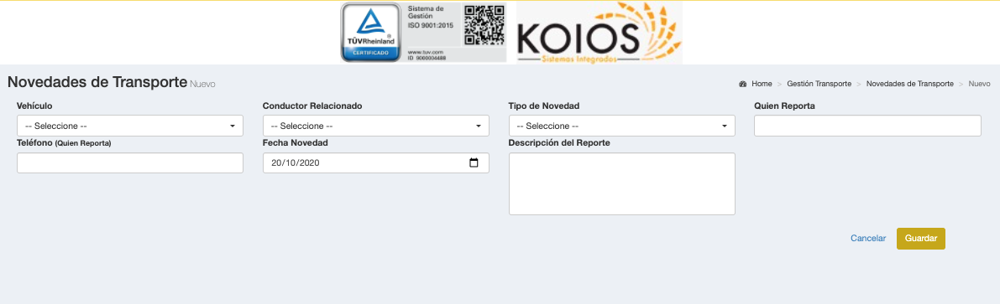 Sistema de
Gestión
ISO 9001:2015
TÜVRheinland
CERTIFICADO
www.tuv.com
ID 9000004488
KOIOS
Sistemas Integrados
Novedades de Transporte Nuevo
Home > Gestión Transporte > Novedades de Transporte > Nuevo
Vehículo
Conductor Relacionado
Tipo de Novedad
Quien Reporta
-- Seleccione --
-- Seleccione --
-- Seleccione --
Teléfono (Quien Reporta)
Fecha Novedad
Descripción del Reporte
20/10/2020
Cancelar
Guardar